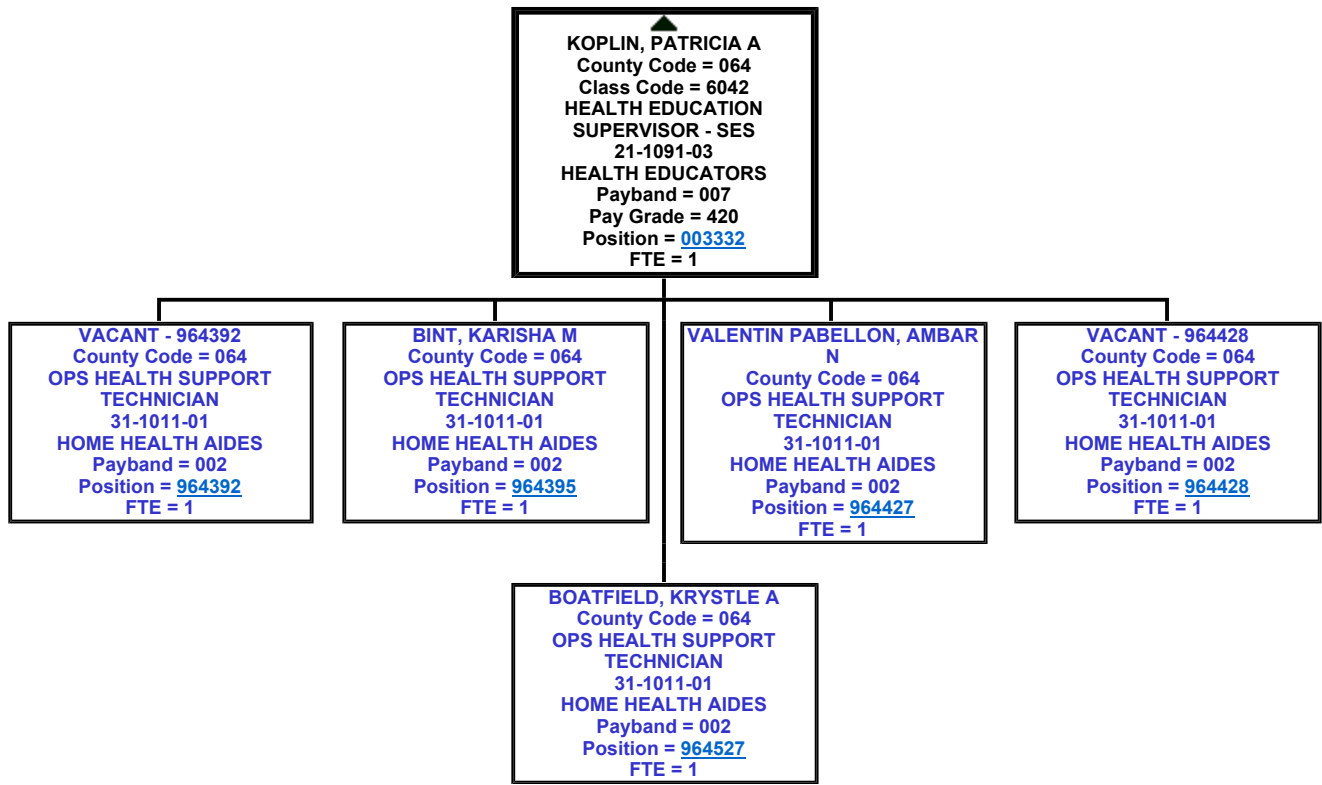 KOPLIN, PATRICIA A
County Code = 064
Class Code = 6042
HEALTH EDUCATION
SUPERVISOR - SES
21-1091-03
HEALTH EDUCATORS
Payband = 007
Pay Grade = 420
Position = 003332
FTE = 1
VACANT - 964392
County Code = 064
OPS HEALTH SUPPORT
TECHNICIAN
31-1011-01
HOME HEALTH AIDES
Payband = 002
Position = 964392
FTE = 1
BINT, KARISHA M
County Code = 064
OPS HEALTH SUPPORT
TECHNICIAN
31-1011-01
HOME HEALTH AIDES
Payband = 002
Position = 964395
FTE = 1
VALENTIN PABELLON, AMBAR
N
County Code = 064
OPS HEALTH SUPPORT
TECHNICIAN
31-1011-01
HOME HEALTH AIDES
Payband = 002
Position = 964427
FTE = 1
VACANT - 964428
County Code = 064
OPS HEALTH SUPPORT
TECHNICIAN
31-1011-01
HOME HEALTH AIDES
Payband = 002
Position = 964428
FTE = 1
BOATFIELD, KRYSTLE A
County Code = 064
OPS HEALTH SUPPORT
TECHNICIAN
31-1011-01
HOME HEALTH AIDES
Payband = 002
Position = 964527
FTE = 1